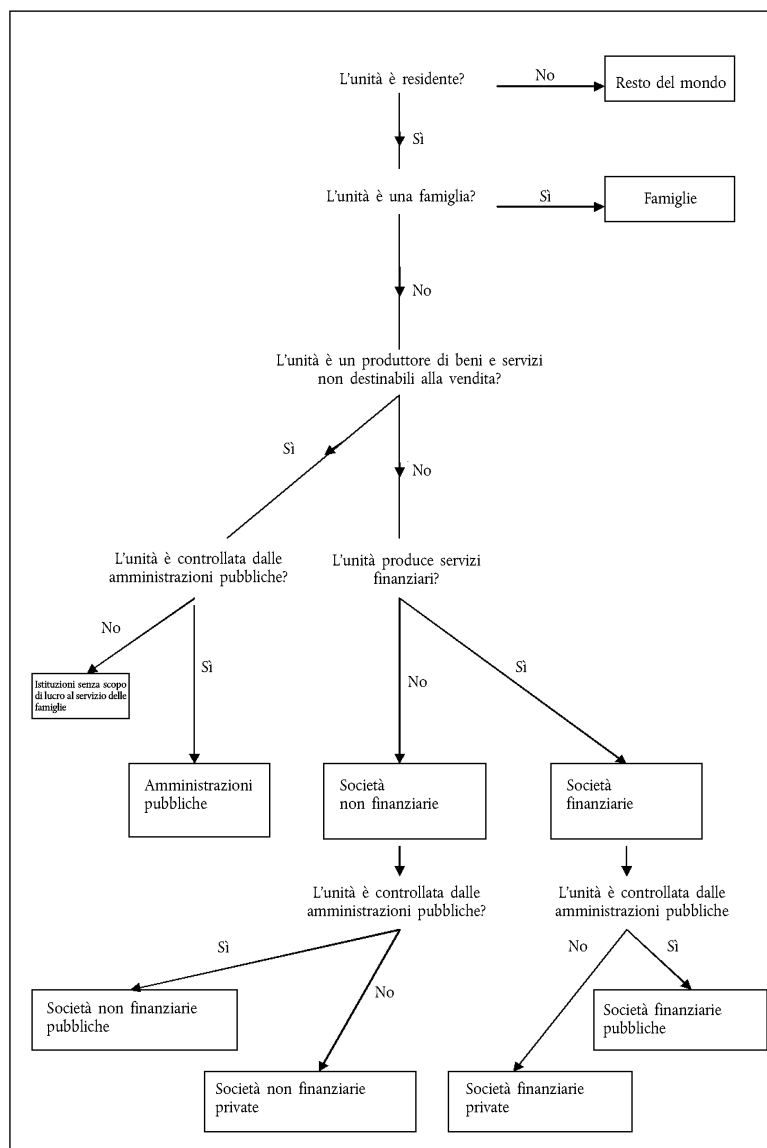 L'unità è residente?
No
Resto del mondo
Sì
L'unità è una famiglia?
Sì
Famiglie
No
L'unità è un produttore di beni e servizi
non destinabili alla vendita?
Sì
No
L'unità è controllata dalle
amministrazioni pubbliche?
L'unità produce servizi
finanziari?
No
Sì
No
Sì
Istituzioni senza scopo
di lucro al servizio delle
famiglie
Amministrazioni
pubbliche
Società
non finanziarie
Società
finanziarie
L'unità è controllata dalle
amministrazioni pubbliche?
L'unità è controllata dalle
amministrazioni pubbliche
Sì
No
No
Sì
Società non finanziarie
pubbliche
Società finanziarie
pubbliche
Società non finanziarie
private
Società finanziarie
private